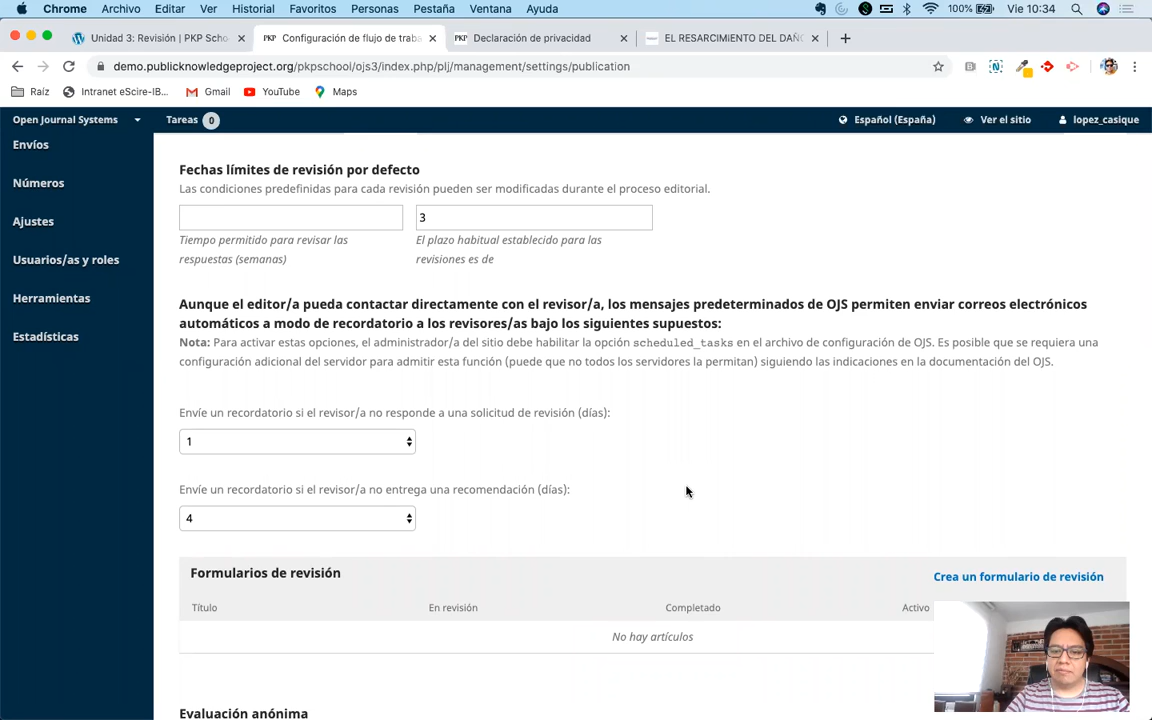 Chrome Archivo Editar Ver Historial Favoritos Personas Pestaña Ventana Ayuda 100% Vie 10:34
Unidad 3: Revisión | PKP Scho
Configuración de flujo de traba
Declaración de privacidad
EL RESARCIMIENTO DEL DAÑO
demo.publicknowledgeproject.org/pkpschool/ojs3/index.php/plj/management/settings/publication
Raíz Intranet eScire-IB... Gmail YouTube Maps
Open Journal Systems Tareas 0 Español (España) Ver el sitio lopez_casique
Envíos
Números
Ajustes
Usuarios/as y roles
Herramientas
Estadísticas
Fechas límites de revisión por defecto
Las condiciones predefinidas para cada revisión pueden ser modificadas durante el proceso editorial.
3
Tiempo permitido para revisar las
respuestas (semanas)
El plazo habitual establecido para las
revisiones es de
Aunque el editor/a pueda contactar directamente con el revisor/a, los mensajes predeterminados de OJS permiten enviar correos electrónicos
automáticos a modo de recordatorio a los revisores/as bajo los siguientes supuestos:
Nota: Para activar estas opciones, el administrador/a del sitio debe habilitar la opción scheduled_tasks en el archivo de configuración de OJS. Es posible que se requiera una
configuración adicional del servidor para admitir esta función (puede que no todos los servidores la permitan) siguiendo las indicaciones en la documentación del OJS.
Envíe un recordatorio si el revisor/a no responde a una solicitud de revisión (días):
1
Envíe un recordatorio si el revisor/a no entrega una recomendación (días):
4
Formularios de revisión
Crea un formulario de revisión
Título En revisión Completado Activo
No hay artículos
Evaluación anónima